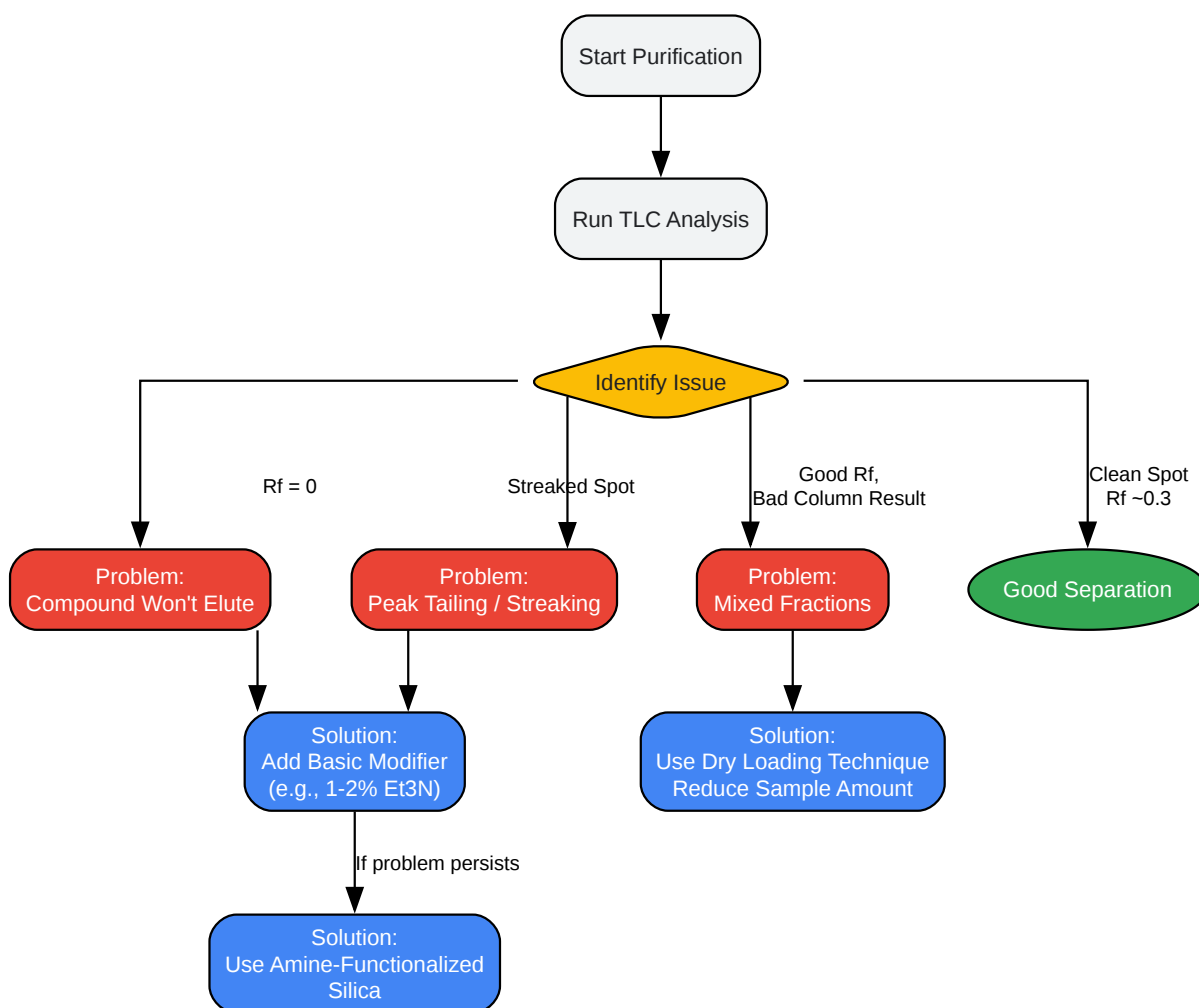 Start Purification
Run TLC Analysis
Identify Issue
Rf = 0
Streaked Spot
Good Rf,
Bad Column Result
Clean Spot
Rf ~0.3
Problem:
Compound Won't Elute
Problem:
Peak Tailing / Streaking
Problem:
Mixed Fractions
Good Separation
Solution:
Add Basic Modifier
(e.g., 1-2% Et3N)
Solution:
Use Dry Loading Technique
Reduce Sample Amount
If problem persists
Solution:
Use Amine-Functionalized
Silica